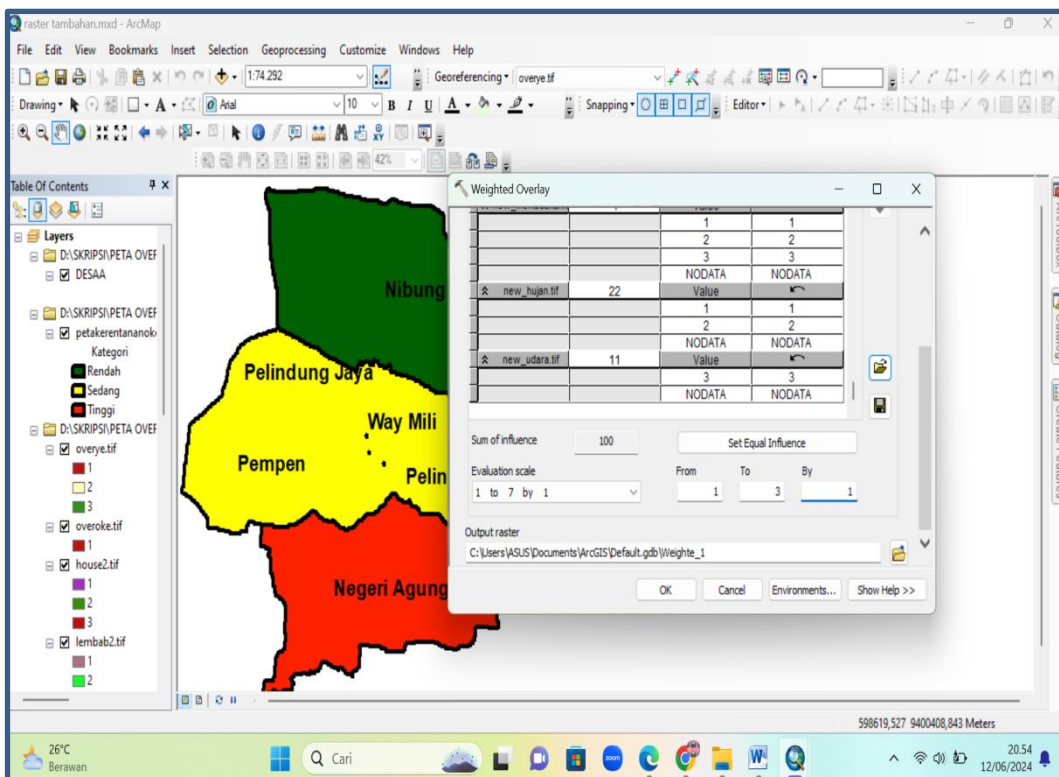 raster tambahan.mxd - ArcMap
File Edit View Bookmarks Insert Selection Geoprocessing Customize Windows Help
1:74.292
Georeferencing overye.tif
Drawing A Arial 10 B I U A Snapping Editor
42%
Table Of Contents
Layers
D:\SKRIPSI\PETA OVEF
DESAA
D:\SKRIPSI\PETA OVEF
petakerentananok
Kategori
Rendah
Sedang
Tinggi
D:\SKRIPSI\PETA OVEF
overye.tif
1
2
3
overoke.tif
1
house2.tif
1
2
3
lembab2.tif
1
2
Nibung
Pelindung Jaya
Way Mili
Pempen
Pelin
Negeri Agung
Weighted Overlay
1 1
2 2
3 3
NODATA NODATA
new_hujan.tif 22 Value
1 1
2 2
NODATA NODATA
new_udara.tif 11 Value
3 3
NODATA NODATA
Sum of influence 100 Set Equal Influence
Evaluation scale From To By
1 to 7 by 1 1 3 1
Output raster
C:\Users\ASUS\Documents\ArcGIS\Default.gdb\Weighte_1
OK Cancel Environments... Show Help >>
598619,527 9400408,843 Meters
26°C
Berawan
Cari
zoom
20.54
12/06/2024